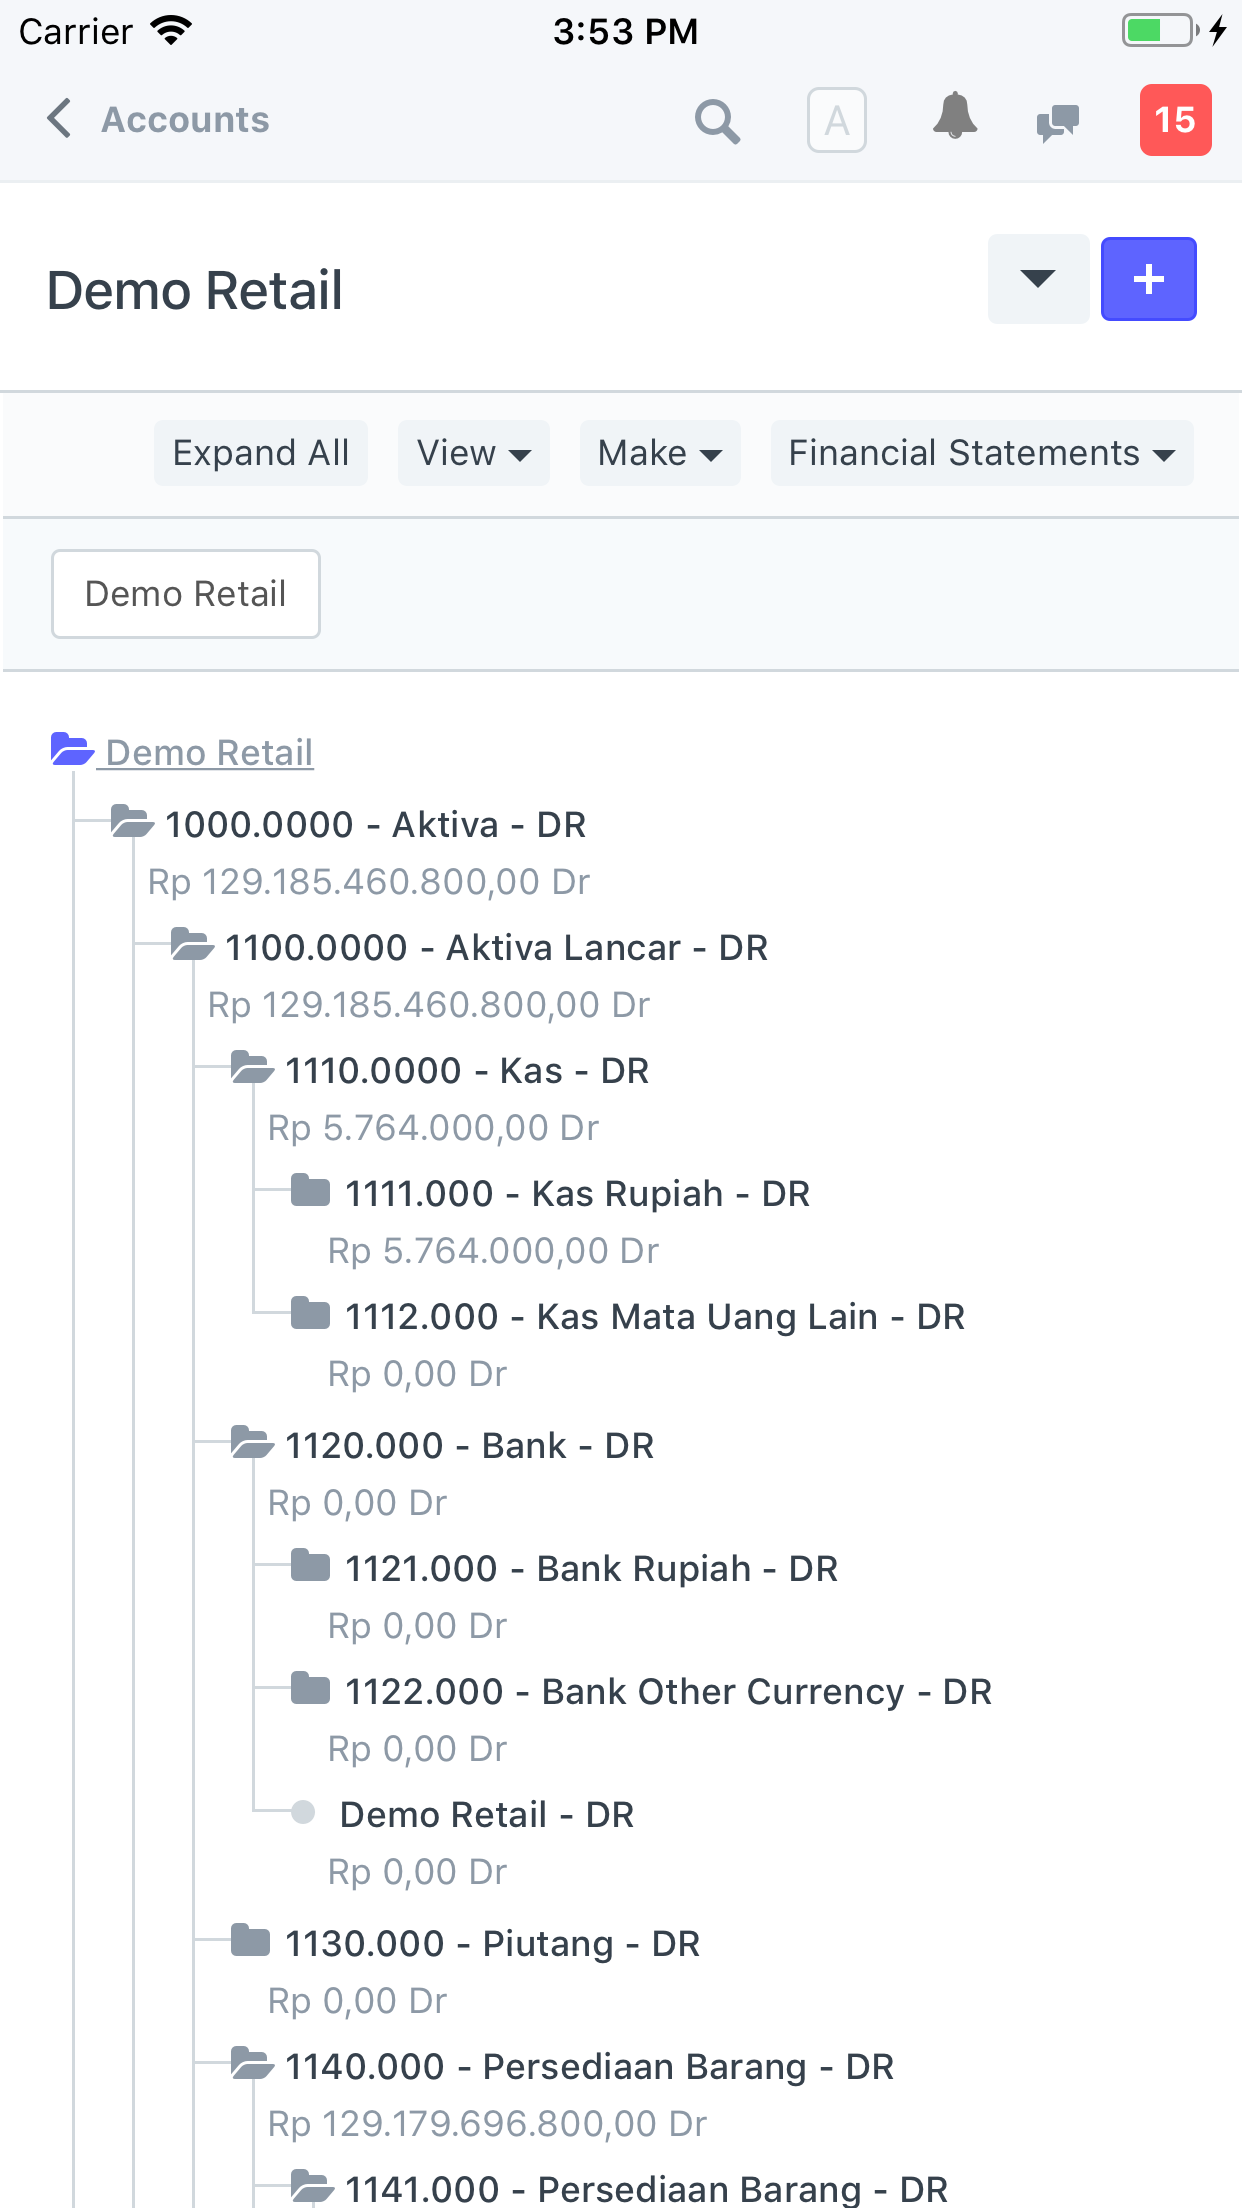 Carrier 3:53 PM
Accounts A 15
Demo Retail +
Expand All View Make Financial Statements
Demo Retail
Demo Retail
1000.0000 - Aktiva - DR
Rp 129.185.460.800,00 Dr
1100.0000 - Aktiva Lancar - DR
Rp 129.185.460.800,00 Dr
1110.0000 - Kas - DR
Rp 5.764.000,00 Dr
1111.000 - Kas Rupiah - DR
Rp 5.764.000,00 Dr
1112.000 - Kas Mata Uang Lain - DR
Rp 0,00 Dr
1120.000 - Bank - DR
Rp 0,00 Dr
1121.000 - Bank Rupiah - DR
Rp 0,00 Dr
1122.000 - Bank Other Currency - DR
Rp 0,00 Dr
Demo Retail - DR
Rp 0,00 Dr
1130.000 - Piutang - DR
Rp 0,00 Dr
1140.000 - Persediaan Barang - DR
Rp 129.179.696.800,00 Dr
1141.000 - Persediaan Barang - DR